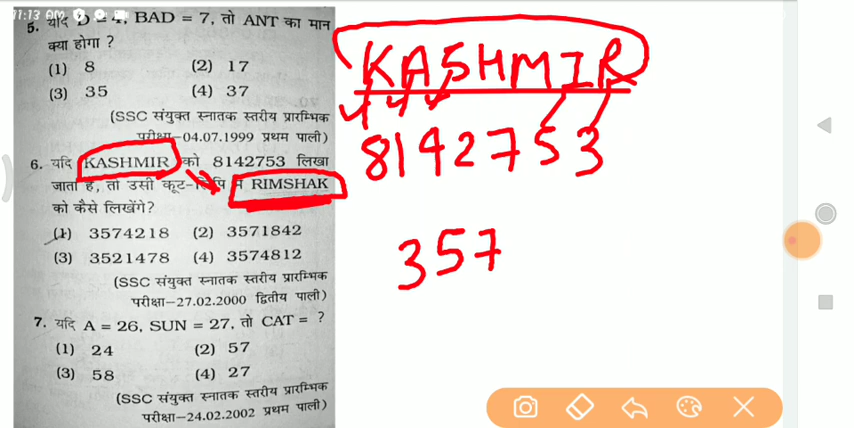 11:13 AM
5. यदि D = 4, BAD = 7, तो ANT का मान
क्या होगा ?
(1) 8 (2) 17
(3) 35 (4) 37
(SSC संयुक्त स्नातक स्तरीय प्रारम्भिक
परीक्षा–04.07.1999 प्रथम पाली)
6. यदि KASHMIR को 8142753 लिखा
जाता है, तो उसी कूट-लिपि में RIMSHAK
को कैसे लिखेंगे?
(1) 3574218 (2) 3571842
(3) 3521478 (4) 3574812
(SSC संयुक्त स्नातक स्तरीय प्रारम्भिक
परीक्षा–27.02.2000 द्वितीय पाली)
7. यदि A = 26, SUN = 27, तो CAT = ?
(1) 24 (2) 57
(3) 58 (4) 27
(SSC संयुक्त स्नातक स्तरीय प्रारम्भिक
परीक्षा–24.02.2002 प्रथम पाली)
KASHMIR
8142753
357